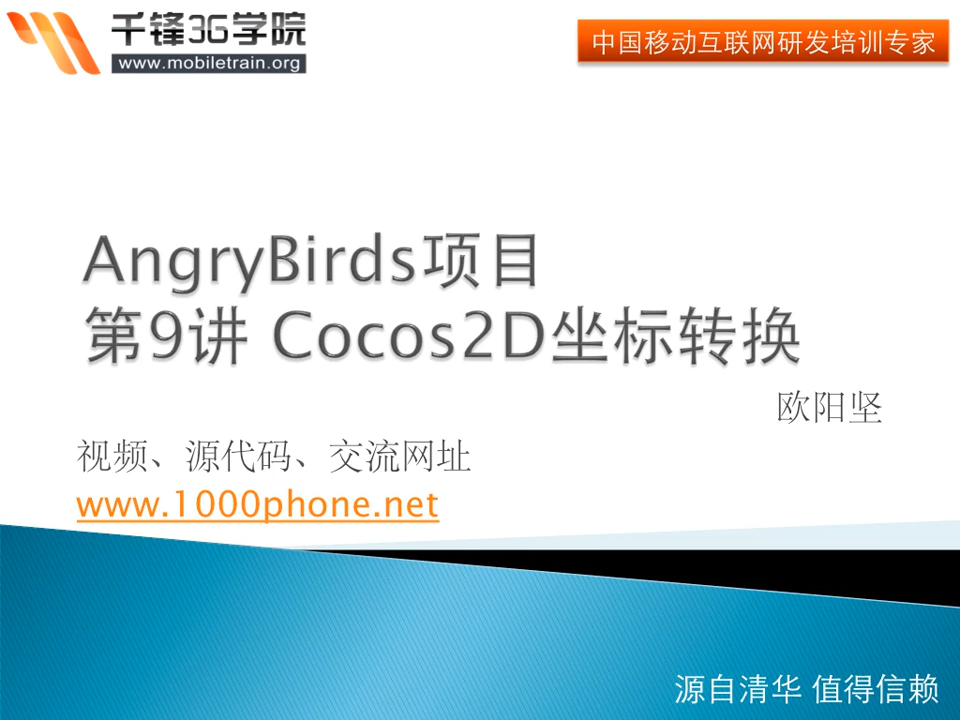 千锋3G学院
www.mobiletrain.org
中国移动互联网研发培训专家
AngryBirds项目
第9讲 Cocos2D坐标转换
欧阳坚
视频、源代码、交流网址
www.1000phone.net
源自清华 值得信赖